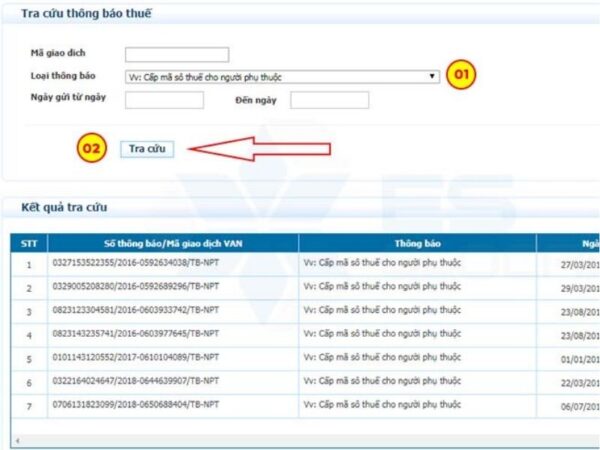 Tra cứu thông báo thuế
Mã giao dịch
Loại thông báo Vv: Cấp mã số thuế cho người phụ thuộc 01
Ngày gửi từ ngày Đến ngày
02 Tra cứu
ES
Kết quả tra cứu
STT Số thông báo/Mã giao dịch VAN Thông báo Ngà
1 0327153522355/2016-0592634038/TB-NPT Vv: Cấp mã số thuế cho người phụ thuộc 27/03/201
2 0329005208280/2016-0592689296/TB-NPT Vv: Cấp mã số thuế cho người phụ thuộc 29/03/201
3 0823123304581/2016-0603933742/TB-NPT Vv: Cấp mã số thuế cho người phụ thuộc 23/08/201
4 0823143235741/2016-0603977645/TB-NPT Vv: Cấp mã số thuế cho người phụ thuộc 23/08/201
5 0101143120552/2017-0610104089/TB-NPT Vv: Cấp mã số thuế cho người phụ thuộc 01/01/201
6 0322164024647/2018-0644639907/TB-NPT Vv: Cấp mã số thuế cho người phụ thuộc 22/03/201
7 0706131823099/2018-0650688404/TB-NPT Vv: Cấp mã số thuế cho người phụ thuộc 06/07/201